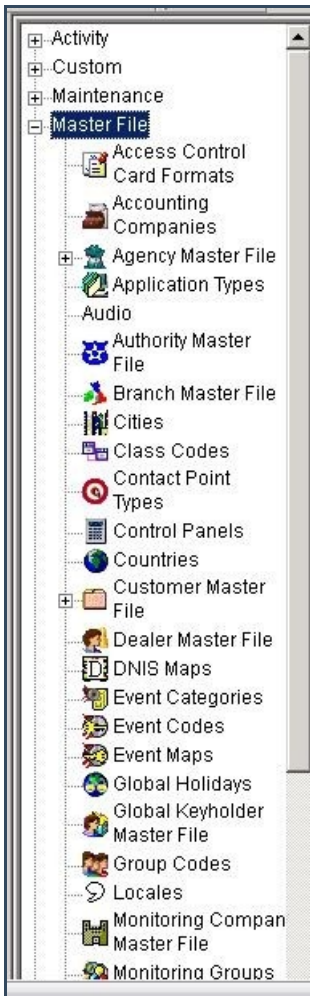 Activity
Custom
Maintenance
Master File
Access Control
Card Formats
Accounting
Companies
Agency Master File
Application Types
Audio
Authority Master
File
Branch Master File
Cities
Class Codes
Contact Point
Types
Control Panels
Countries
Customer Master
File
Dealer Master File
DNIS Maps
Event Categories
Event Codes
Event Maps
Global Holidays
Global Keyholder
Master File
Group Codes
Locales
Monitoring Compan
Master File
Monitoring Groups